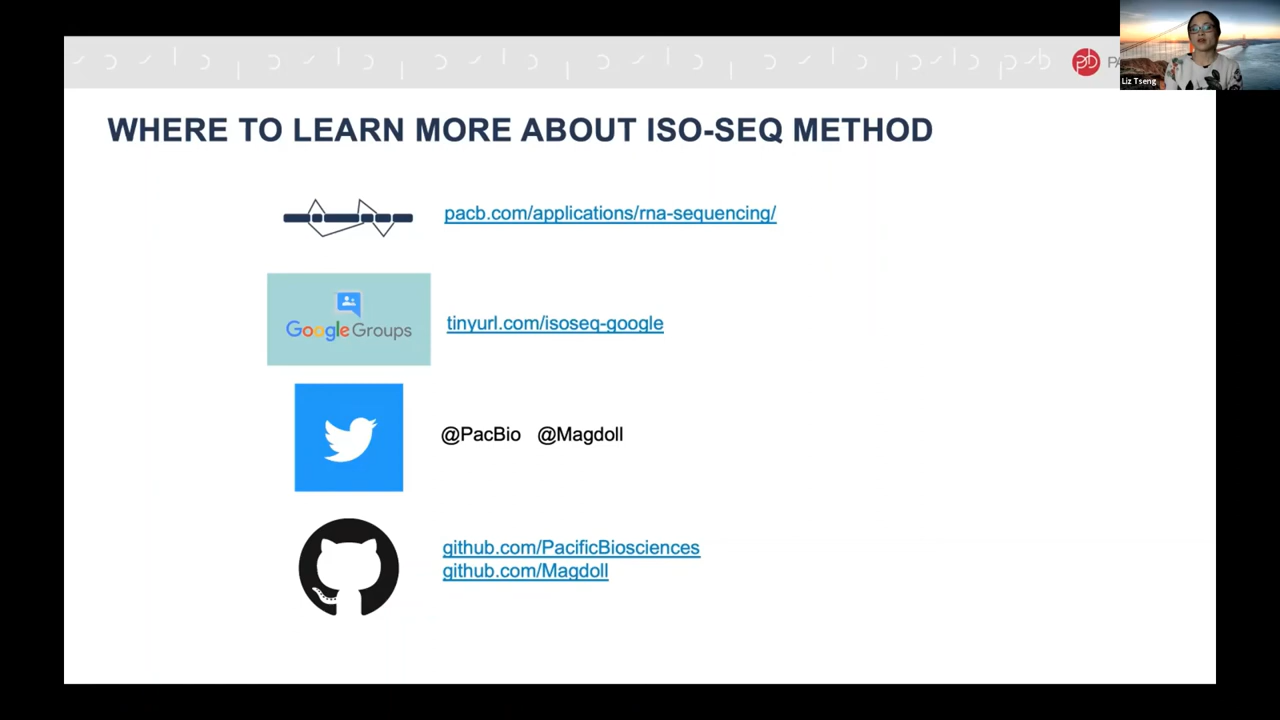 PA
Liz Tseng
WHERE TO LEARN MORE ABOUT ISO-SEQ METHOD
pacb.com/applications/rna-sequencing/
Google Groups
tinyurl.com/isoseq-google
@PacBio @Magdoll
github.com/PacificBiosciences
github.com/Magdoll